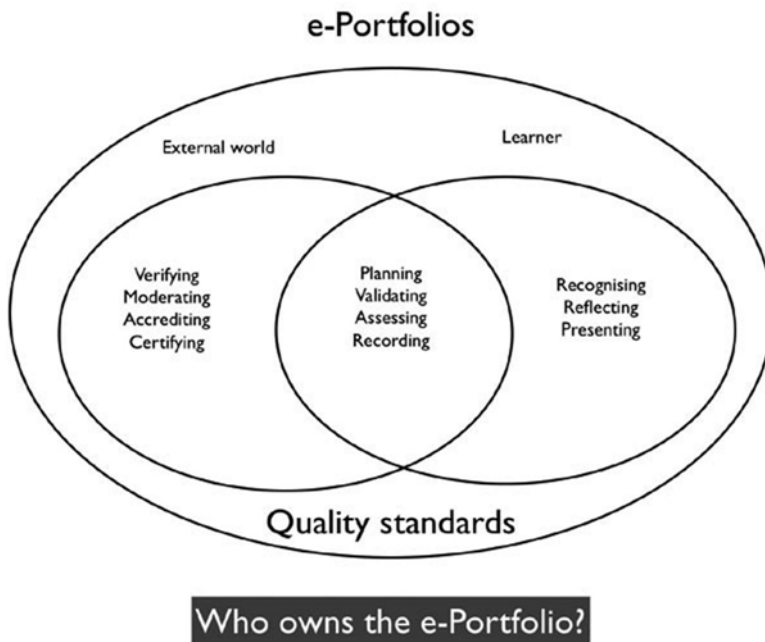 e-Portfolios
External world
Learner
Verifying
Moderating
Accrediting
Certifying
Planning
Validating
Assessing
Recording
Recognising
Reflecting
Presenting
Quality standards
Who owns the e-Portfolio?